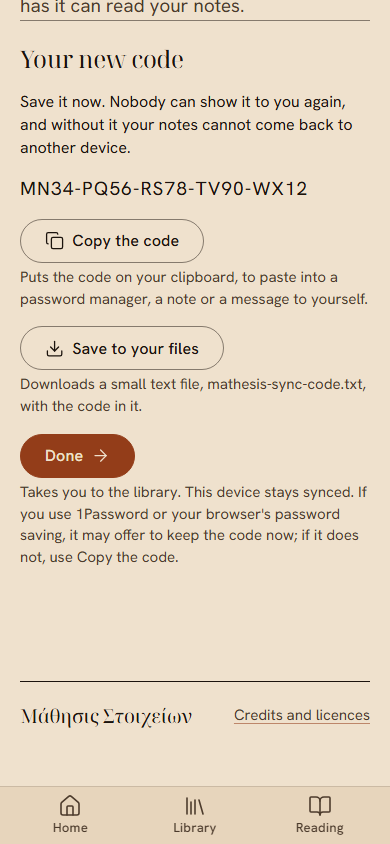 has it can read your notes.
Your new code
Save it now. Nobody can show it to you again,
and without it your notes cannot come back to
another device.
MN34-PQ56-RS78-TV90-WX12
Copy the code
Puts the code on your clipboard, to paste into a
password manager, a note or a message to yourself.
Save to your files
Downloads a small text file, mathesis-sync-code.txt,
with the code in it.
Done
Takes you to the library. This device stays synced. If
you use 1Password or your browser's password
saving, it may offer to keep the code now; if it does
not, use Copy the code.
Μάθησις Στοιχείων
Credits and licences
Home
Library
Reading